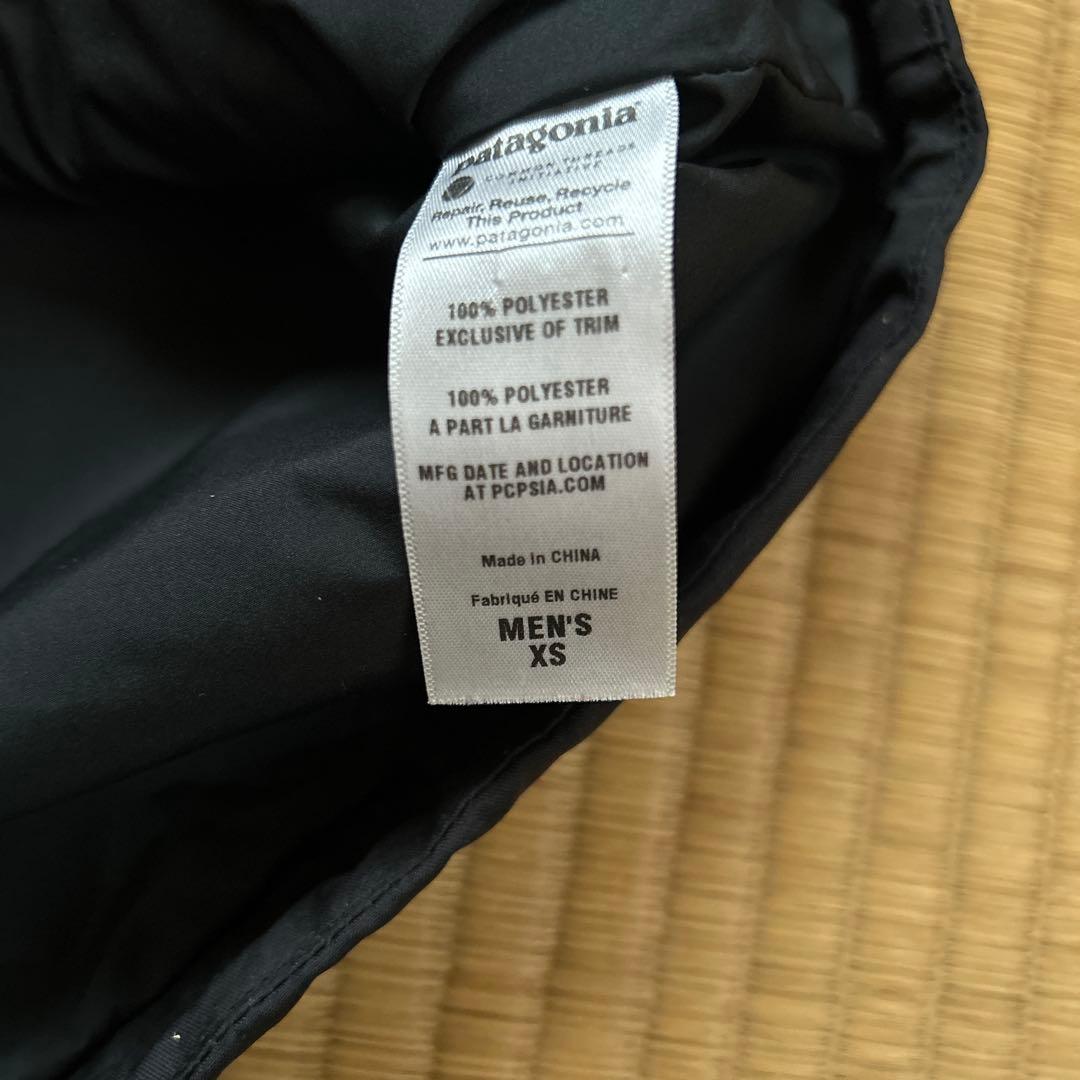 patagonia
COMMON THREADS
INITIATIVE
Repair, Reuse, Recycle
This Product
www.patagonia.com
100% POLYESTER
EXCLUSIVE OF TRIM
100% POLYESTER
A PART LA GARNITURE
MFG DATE AND LOCATION
AT PCPSIA.COM
Made in CHINA
Fabriqué EN CHINE
MEN'S
XS